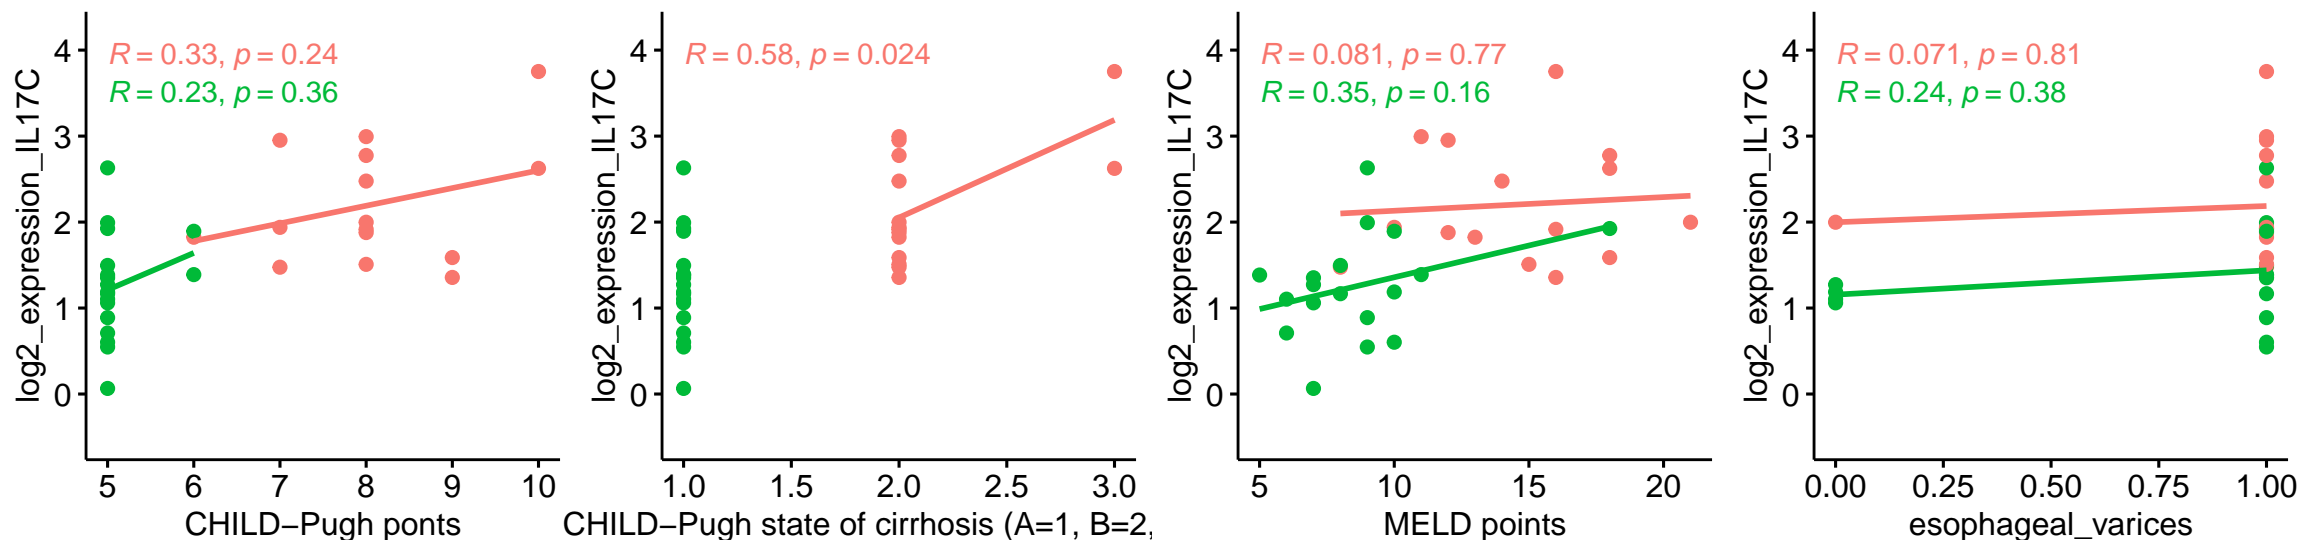 log2_expression_IL17C
4
3
2
1
0
R = 0.33, p = 0.24
R = 0.23, p = 0.36
5 6 7 8 9 10
CHILD−Pugh ponts
log2_expression_IL17C
4
3
2
1
0
R = 0.58, p = 0.024
1.0 1.5 2.0 2.5 3.0
CHILD−Pugh state of cirrhosis (A=1, B=2,
log2_expression_IL17C
4
3
2
1
0
R = 0.081, p = 0.77
R = 0.35, p = 0.16
5 10 15 20
MELD points
log2_expression_IL17C
4
3
2
1
0
R = 0.071, p = 0.81
R = 0.24, p = 0.38
0.00 0.25 0.50 0.75 1.00
esophageal_varices